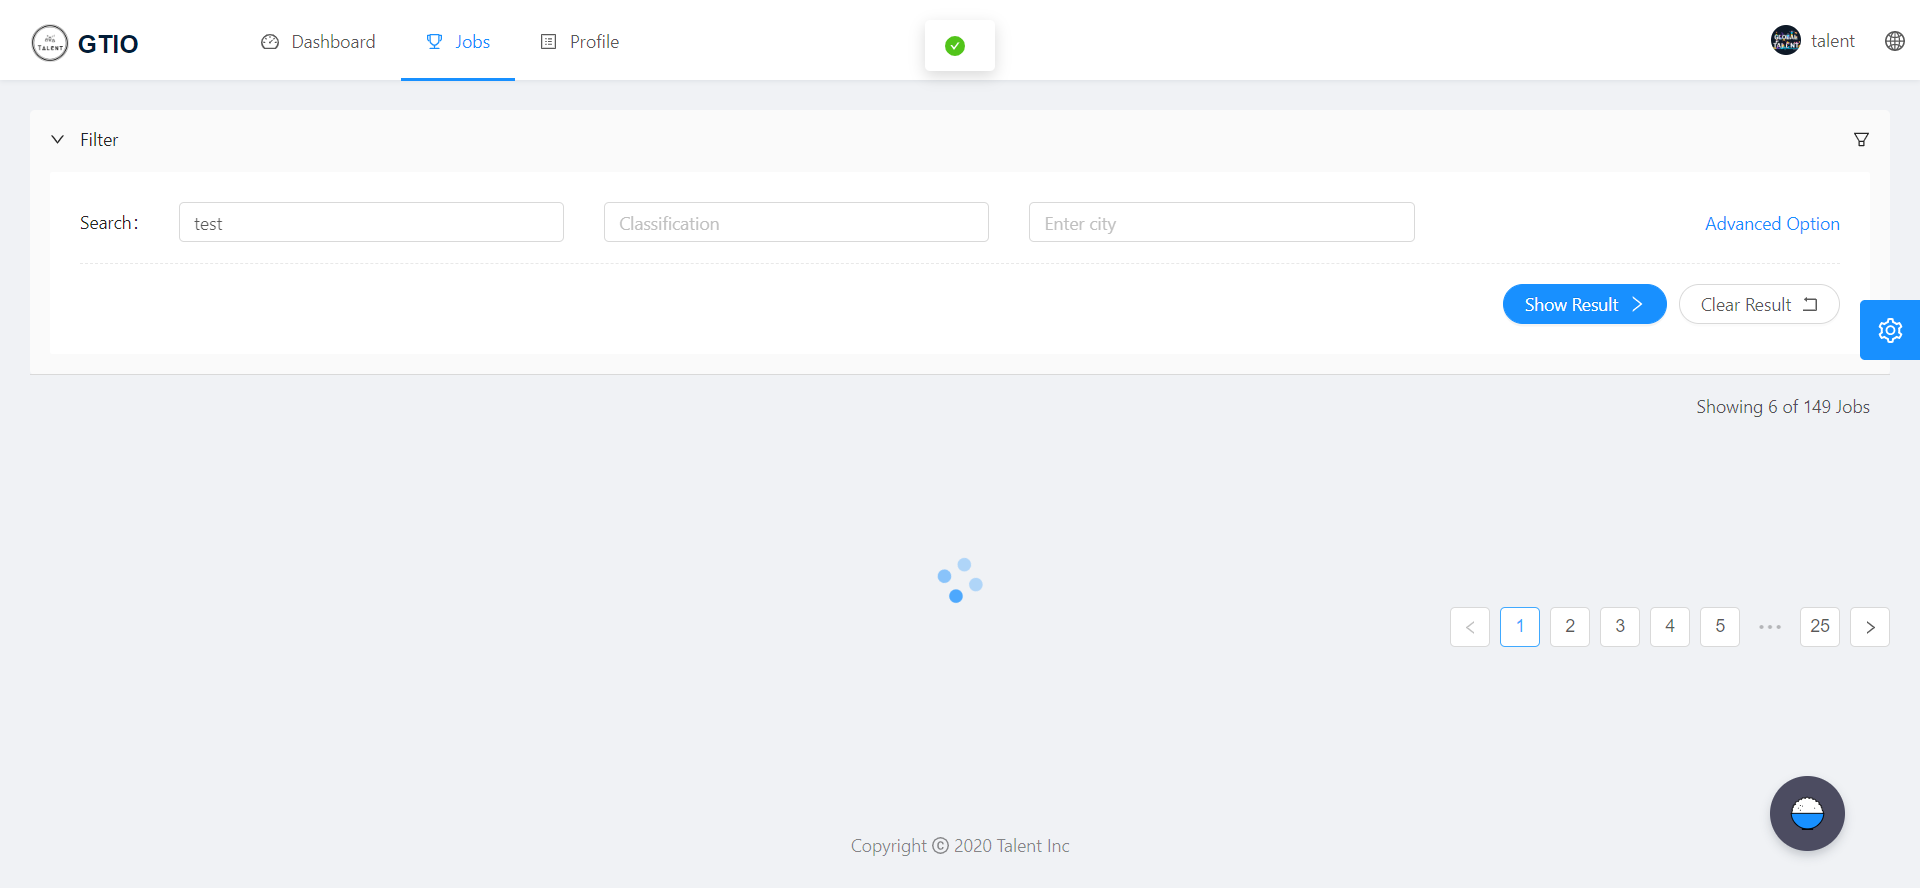 GTIO
Dashboard
Jobs
Profile
talent
Filter
Search:
test
Classification
Enter city
Advanced Option
Show Result
Clear Result
Showing 6 of 149 Jobs
1 2 3 4 5 ••• 25
Copyright © 2020 Talent Inc